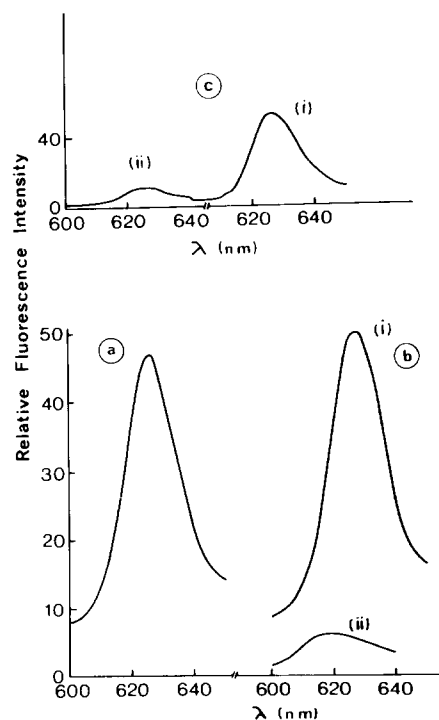 c
(i)
(ii)
40
0
600 620 640 620 640
λ (nm)
Relative Fluorescence Intensity
50
a
(i)
b
40
30
20
10
(ii)
0
600 620 640 600 620 640
λ (nm)